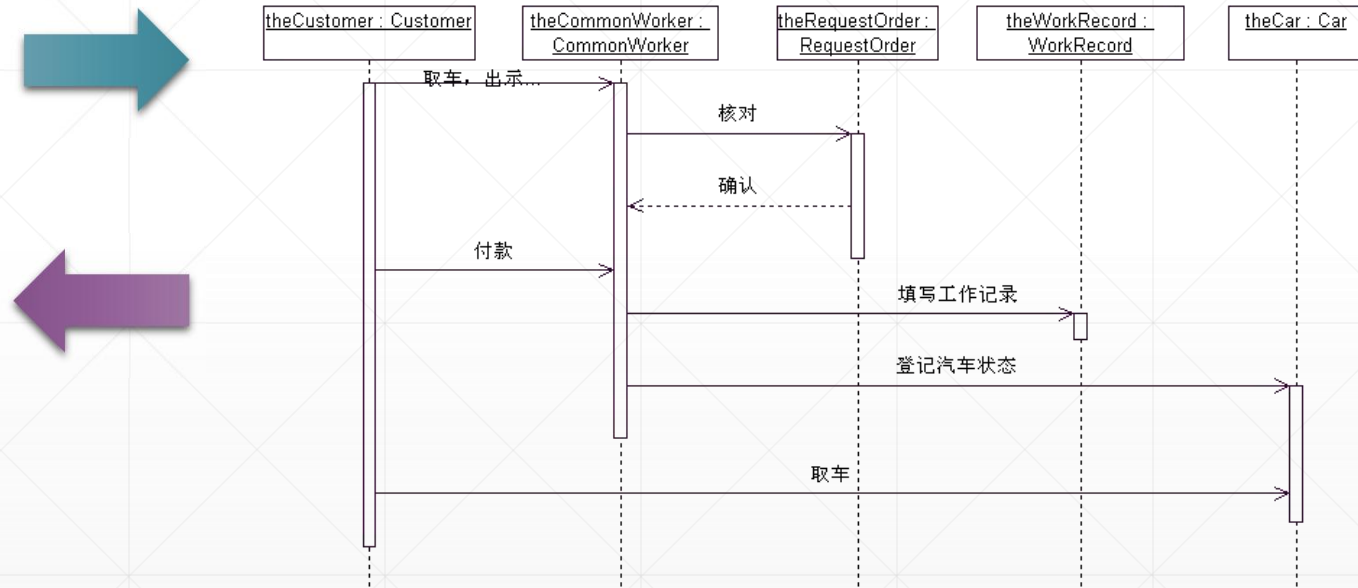 theCustomer : Customer
theCommonWorker :
CommonWorker
theRequestOrder :
RequestOrder
theWorkRecord :
WorkRecord
theCar : Car
取车，出示...
核对
确认
付款
填写工作记录
登记汽车状态
取车